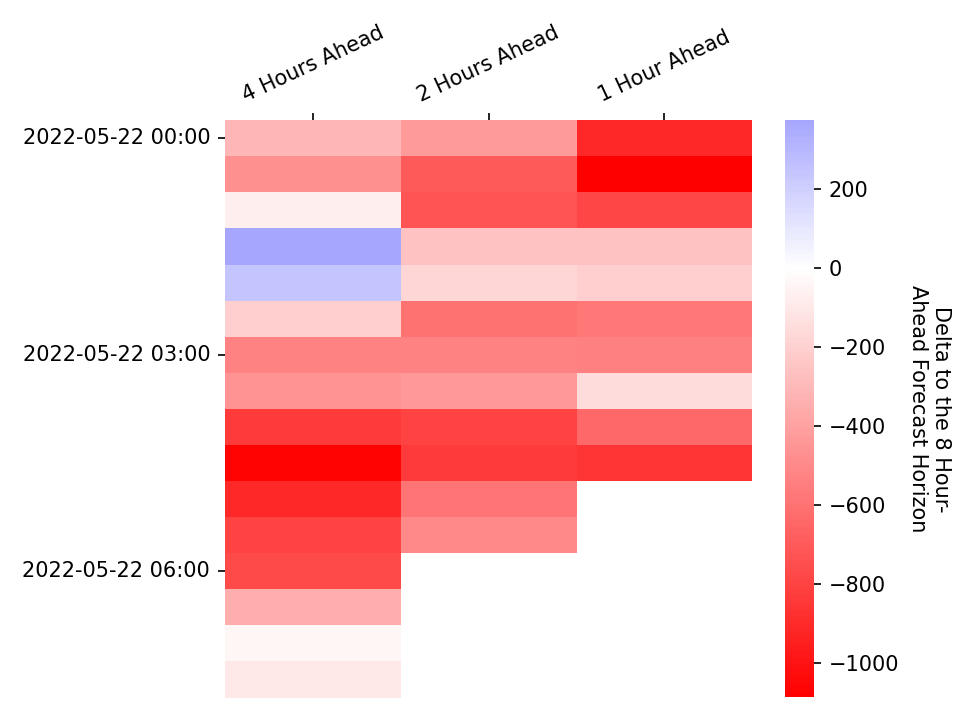 4 Hours Ahead
2 Hours Ahead
1 Hour Ahead
2022-05-22 00:00
2022-05-22 03:00
2022-05-22 06:00
200
0
−200
−400
−600
−800
−1000
Delta to the 8 Hour-
Ahead Forecast Horizon